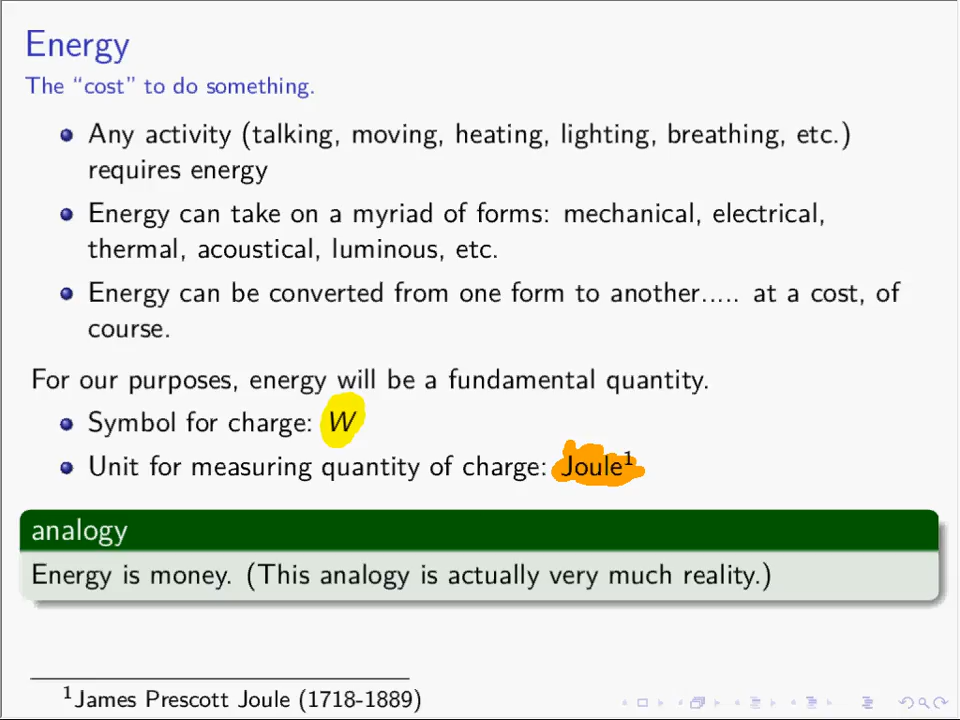 Energy
The “cost” to do something.
Any activity (talking, moving, heating, lighting, breathing, etc.)
requires energy
Energy can take on a myriad of forms: mechanical, electrical,
thermal, acoustical, luminous, etc.
Energy can be converted from one form to another..... at a cost, of
course.
For our purposes, energy will be a fundamental quantity.
Symbol for charge: W
Unit for measuring quantity of charge: Joule¹
analogy
Energy is money. (This analogy is actually very much reality.)
¹James Prescott Joule (1718-1889)